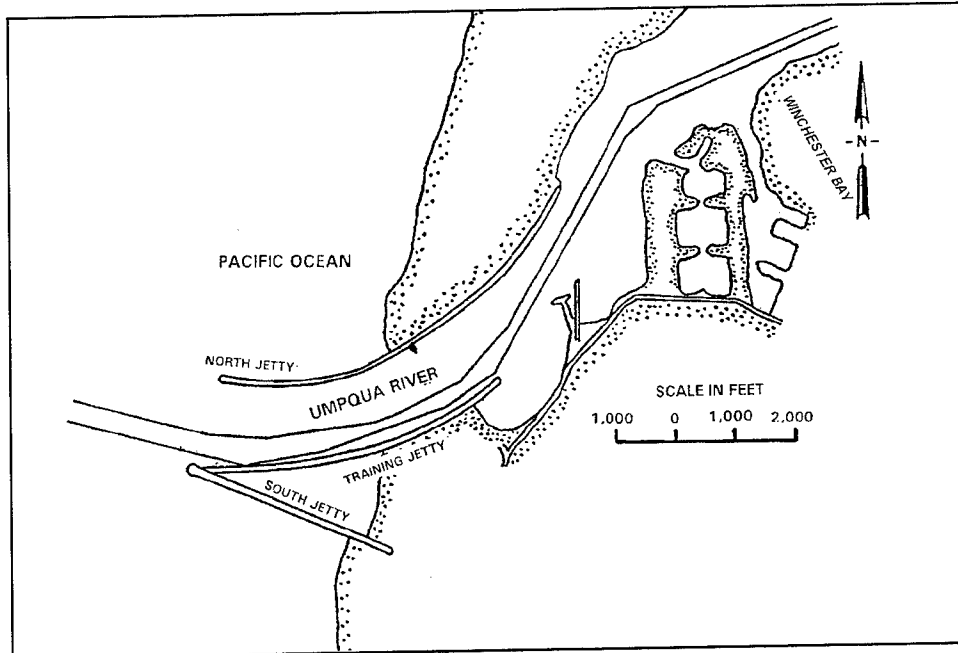 WINCHESTER BAY
-N-
PACIFIC OCEAN
NORTH JETTY
UMPQUA RIVER
SCALE IN FEET
1,000 0 1,000 2,000
TRAINING JETTY
SOUTH JETTY